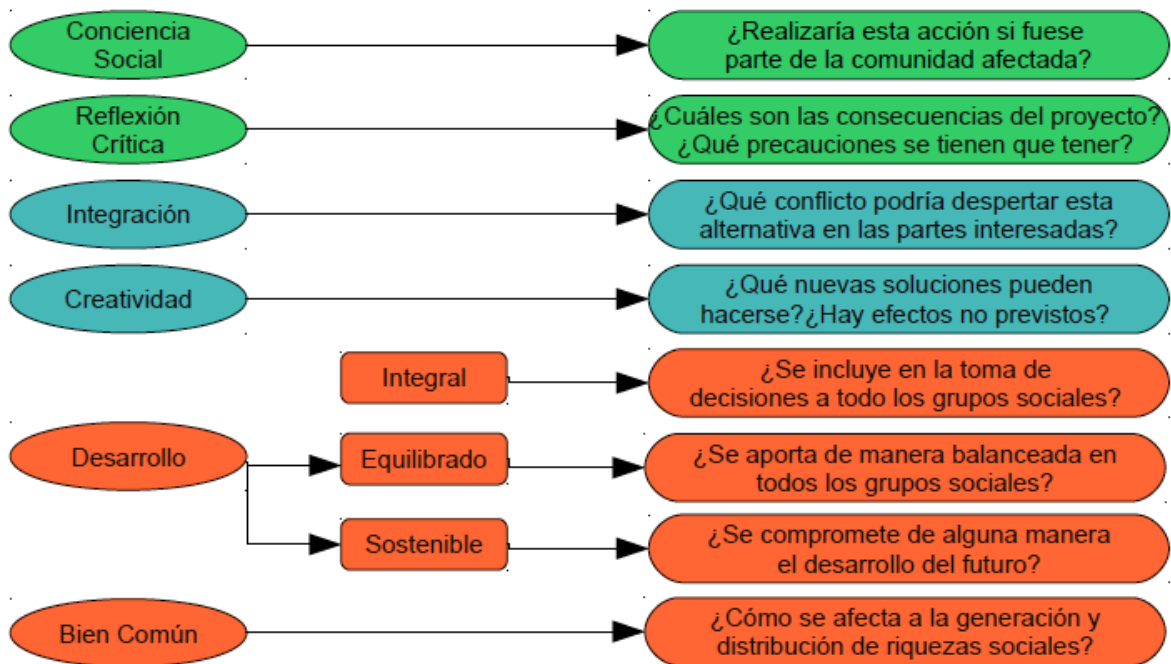 Conciencia
Social
¿Realizaría esta acción si fuese
parte de la comunidad afectada?
Reflexión
Crítica
¿Cuáles son las consecuencias del proyecto?
¿Qué precauciones se tienen que tener?
Integración
¿Qué conflicto podría despertar esta
alternativa en las partes interesadas?
Creatividad
¿Qué nuevas soluciones pueden
hacerse?¿Hay efectos no previstos?
Integral
¿Se incluye en la toma de
decisiones a todo los grupos sociales?
Desarrollo
Equilibrado
¿Se aporta de manera balanceada en
todos los grupos sociales?
Sostenible
¿Se compromete de alguna manera
el desarrollo del futuro?
Bien Común
¿Cómo se afecta a la generación y
distribución de riquezas sociales?